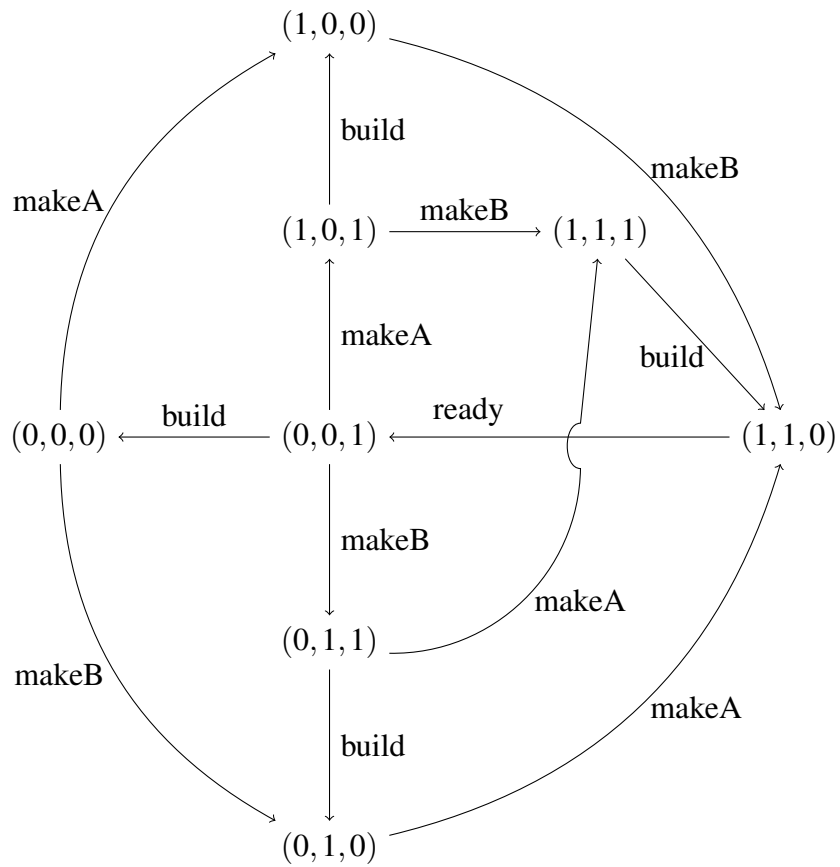 (1,0,0)
build
makeB
makeA
(1,0,1)
makeB
(1,1,1)
makeA
build
(0,0,0)
build
(0,0,1)
ready
(1,1,0)
makeB
makeA
(0,1,1)
makeB
makeA
build
(0,1,0)